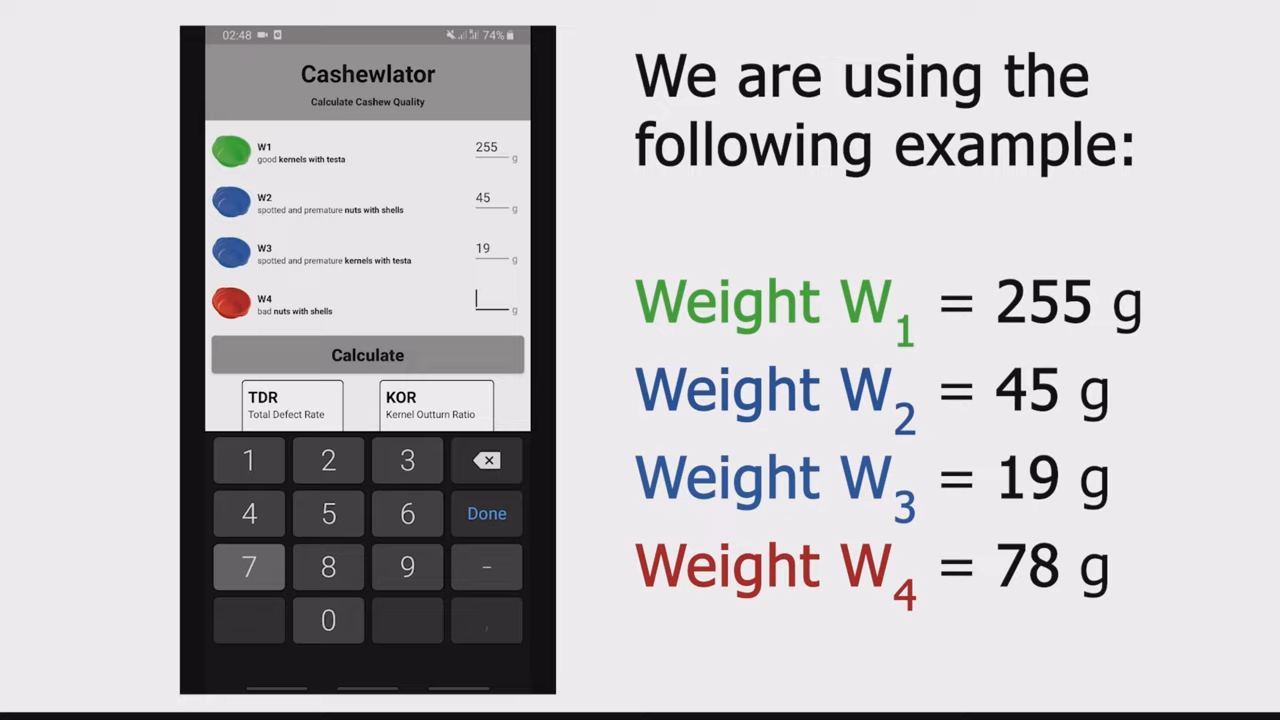 02:48 74%
Cashewlator
Calculate Cashew Quality
W1
good kernels with testa
255 g
W2
spotted and premature nuts with shells
45 g
W3
spotted and premature kernels with testa
19 g
W4
bad nuts with shells
g
Calculate
TDR
Total Defect Rate
KOR
Kernel Outturn Ratio
1 2 3
4 5 6 Done
7 8 9 -
0 ,
We are using the
following example:
Weight W1 = 255 g
Weight W2 = 45 g
Weight W3 = 19 g
Weight W4 = 78 g